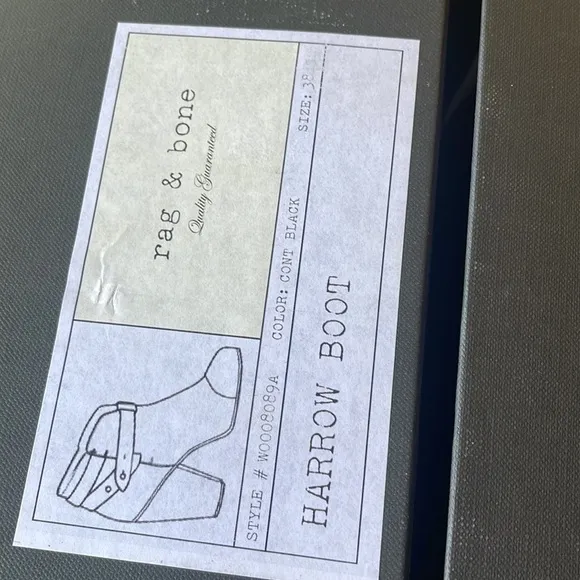 rag & bone
Quality Guaranteed
STYLE # W0008089A COLOR: CONT BLACK SIZE:
HARROW BOOT